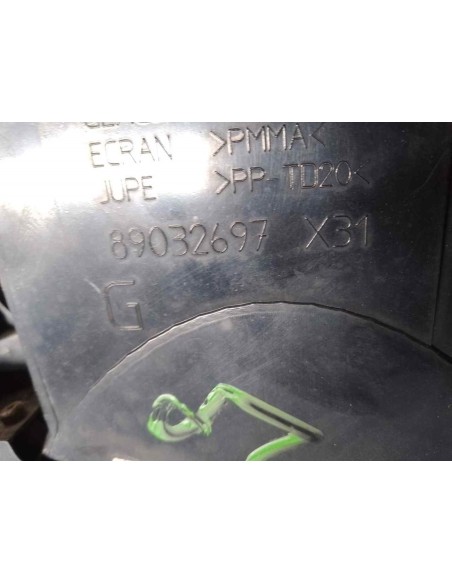 ECRAN >PMMA<
JUPE >PP-TD20<
89032697 X31
G